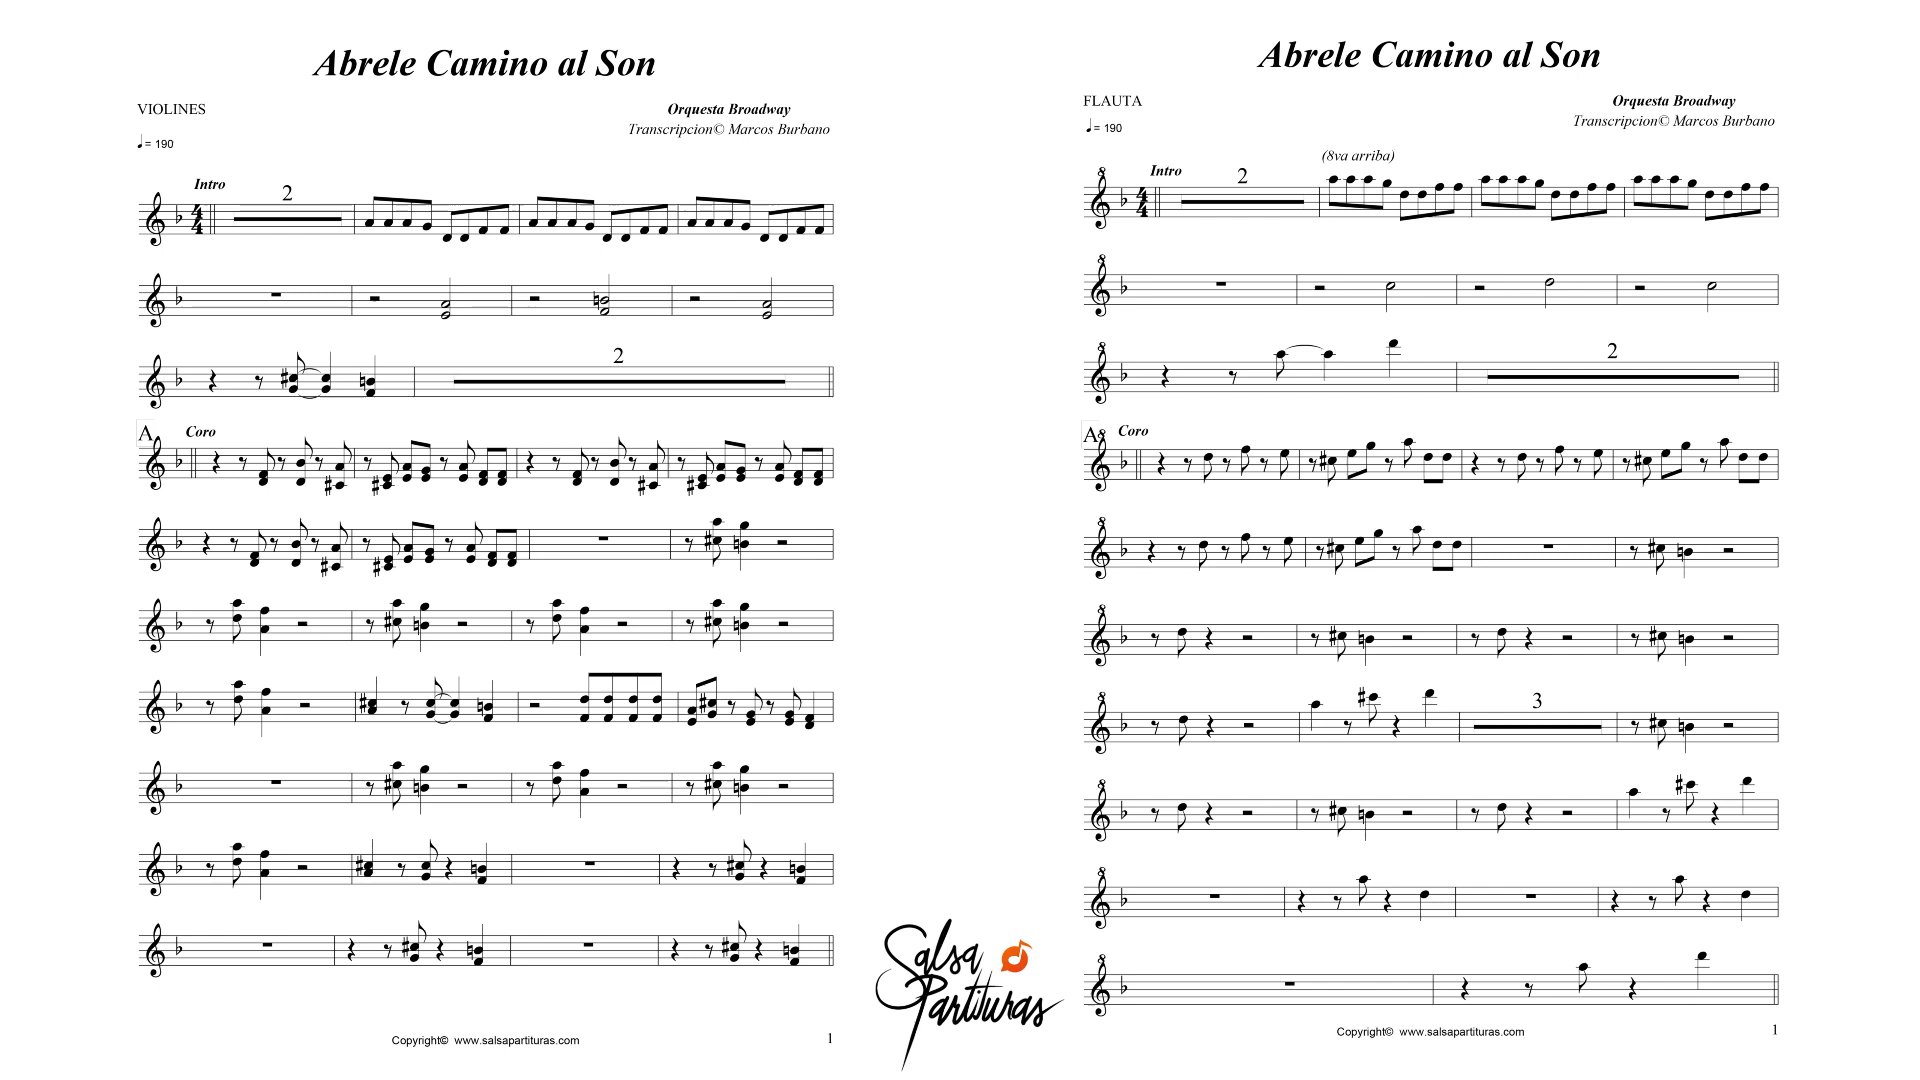 Abrele Camino al Son
VIOLINES
Orquesta Broadway
Transcripcion© Marcos Burbano
♩= 190
Intro
2
2
A
Coro
Copyright© www.salsapartituras.com
1
Salsa
Partituras
Abrele Camino al Son
FLAUTA
Orquesta Broadway
Transcripcion© Marcos Burbano
♩= 190
(8va arriba)
Intro
2
2
A
Coro
3
Copyright© www.salsapartituras.com
1